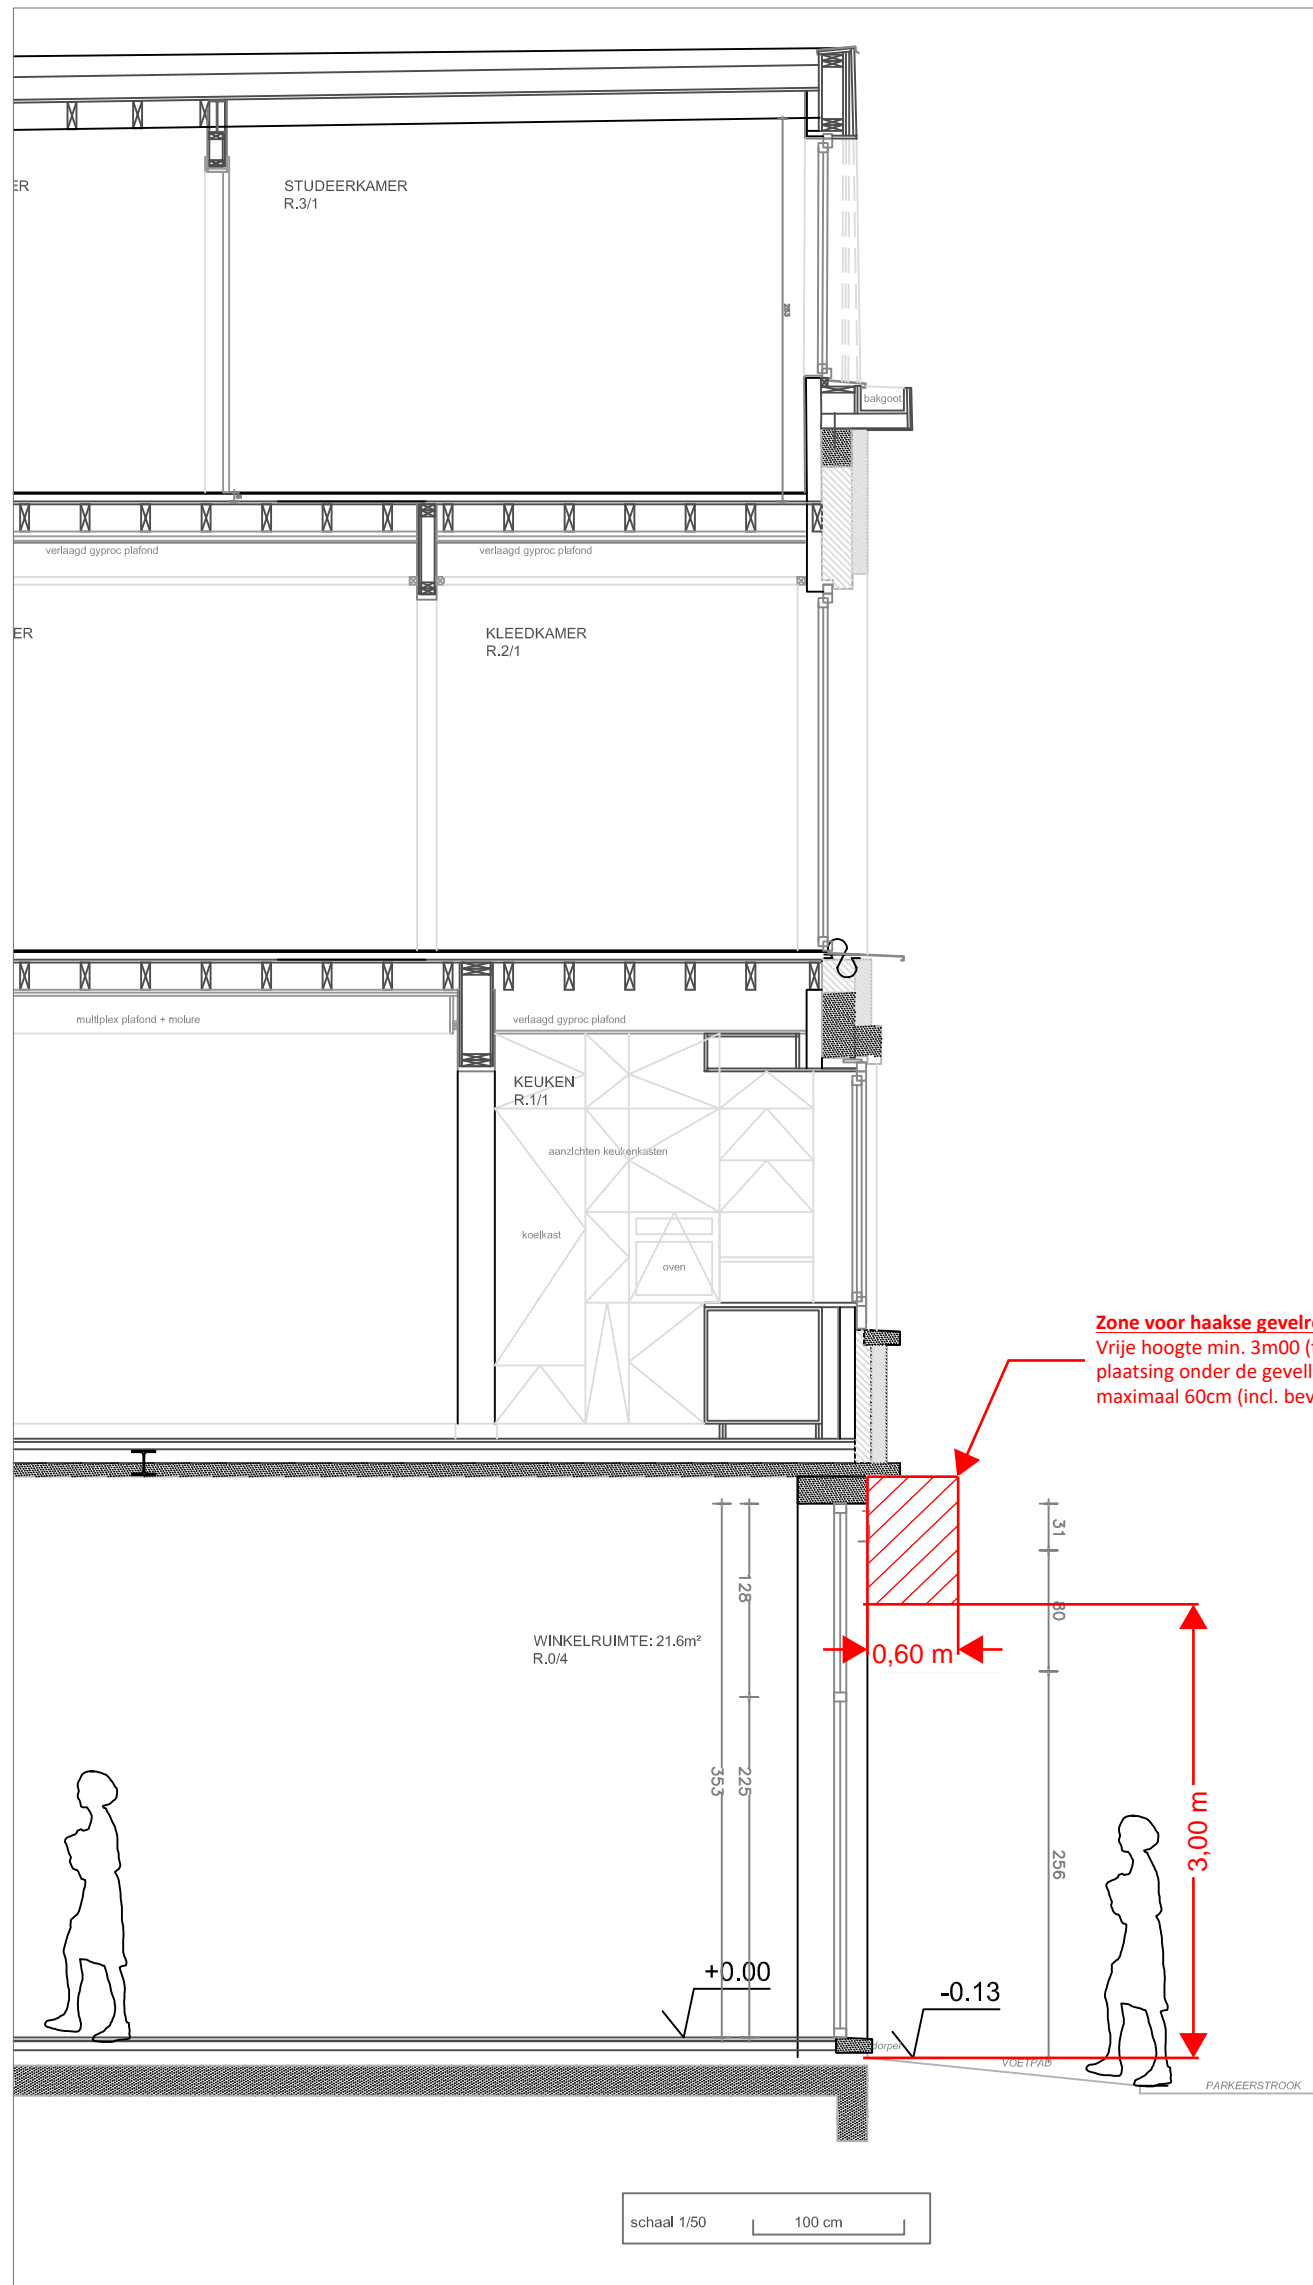 ER
STUDEERKAMER
R.3/1
253
bakgoot
verlaagd gyproc plafond
verlaagd gyproc plafond
ER
KLEEDKAMER
R.2/1
multiplex plafond + molure
verlaagd gyproc plafond
KEUKEN
R.1/1
aanzichten keukenkasten
koelkast
oven
Zone voor haakse gevelr
Vrije hoogte min. 3m00 (
plaatsing onder de gevell
maximaal 60cm (incl. bev
31
128
80
0,60 m
WINKELRUIMTE: 21.6m²
R.0/4
353
225
3,00 m
256
+0.00
-0.13
dorpel
VOETPAD
PARKEERSTROOK
schaal 1/50
100 cm